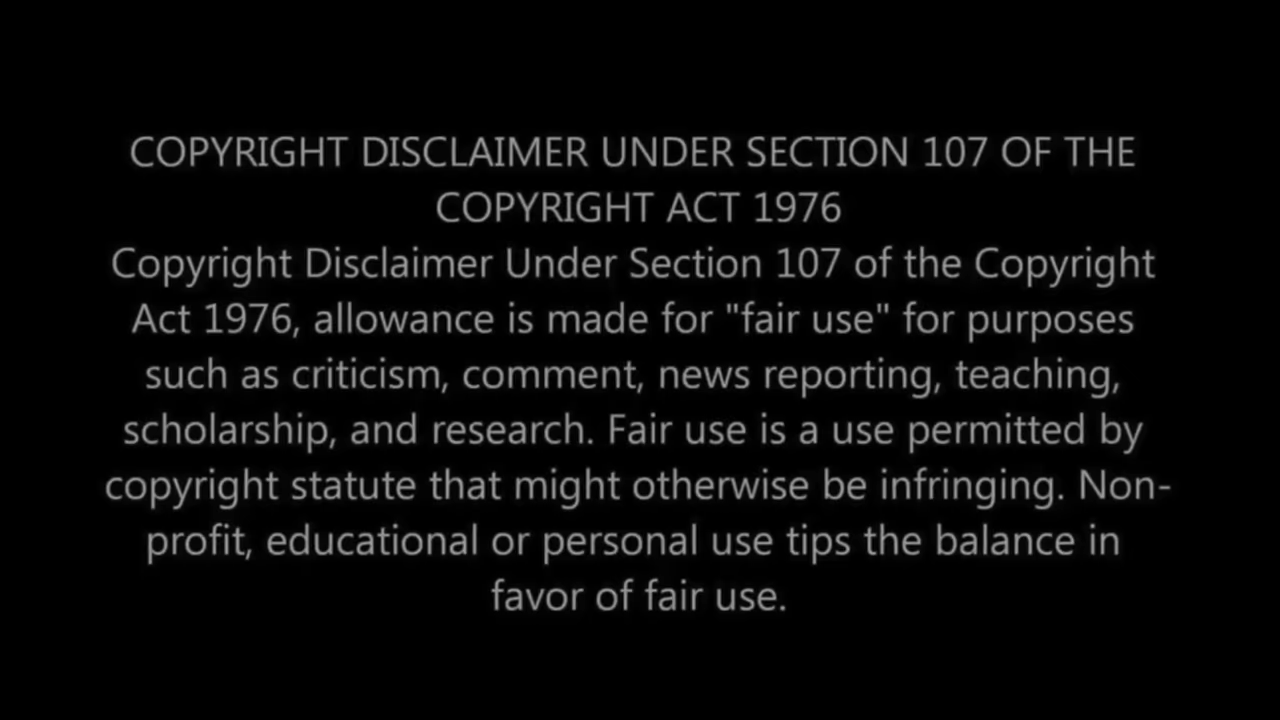 COPYRIGHT DISCLAIMER UNDER SECTION 107 OF THE
COPYRIGHT ACT 1976
Copyright Disclaimer Under Section 107 of the Copyright
Act 1976, allowance is made for "fair use" for purposes
such as criticism, comment, news reporting, teaching,
scholarship, and research. Fair use is a use permitted by
copyright statute that might otherwise be infringing. Non-
profit, educational or personal use tips the balance in
favor of fair use.